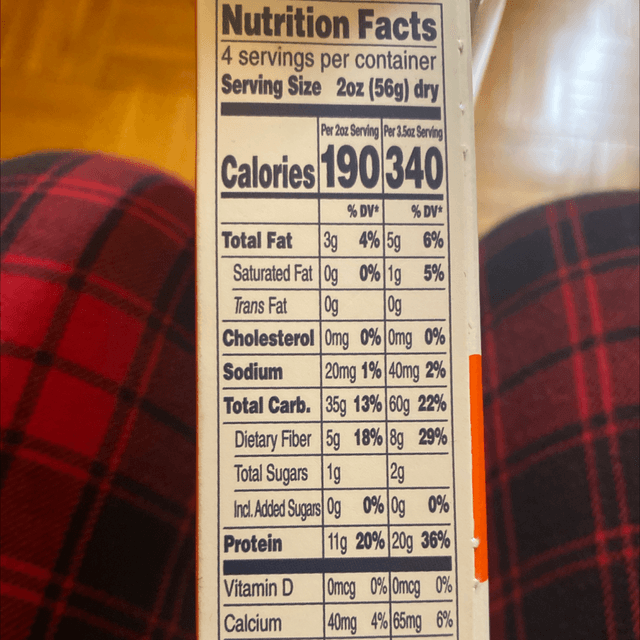 Nutrition Facts
4 servings per container
Serving Size 2oz (56g) dry
Per 2oz Serving Per 3.5oz Serving
Calories 190 340
% DV* % DV*
Total Fat 3g 4% 5g 6%
Saturated Fat 0g 0% 1g 5%
Trans Fat 0g 0g
Cholesterol 0mg 0% 0mg 0%
Sodium 20mg 1% 40mg 2%
Total Carb. 35g 13% 60g 22%
Dietary Fiber 5g 18% 8g 29%
Total Sugars 1g 2g
Incl. Added Sugars 0g 0% 0g 0%
Protein 11g 20% 20g 36%
Vitamin D 0mcg 0% 0mcg 0%
Calcium 40mg 4% 65mg 6%